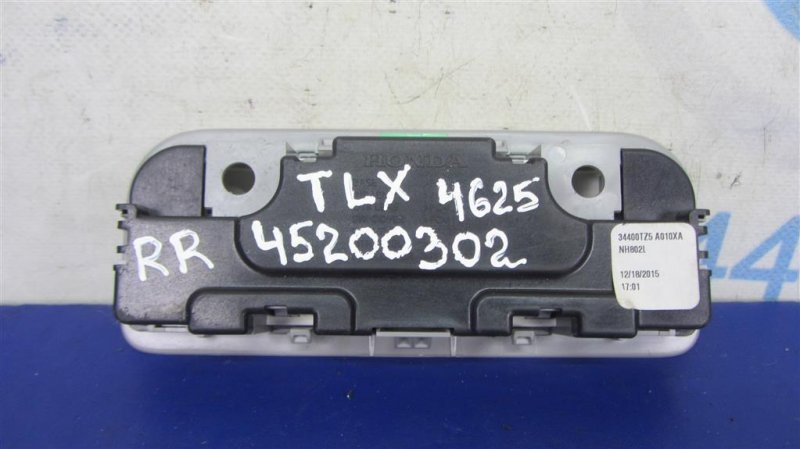 HONDA
TLX 4625
RR 45200302
34400TZ5 A010XA
NH802L
12/18/2015
17:01